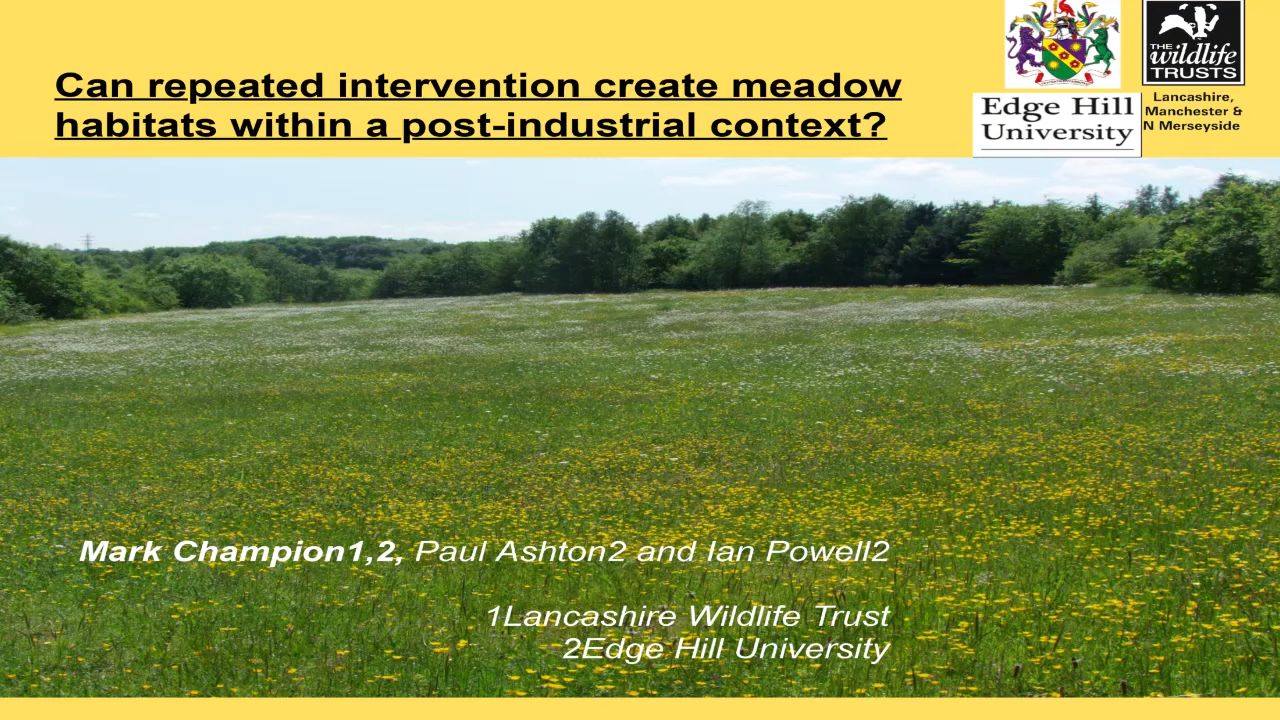 Can repeated intervention create meadow
habitats within a post-industrial context?
Edge Hill
University
THE
wildlife
TRUSTS
Lancashire,
Manchester &
N Merseyside
Mark Champion1,2, Paul Ashton2 and Ian Powell2
1Lancashire Wildlife Trust
2Edge Hill University